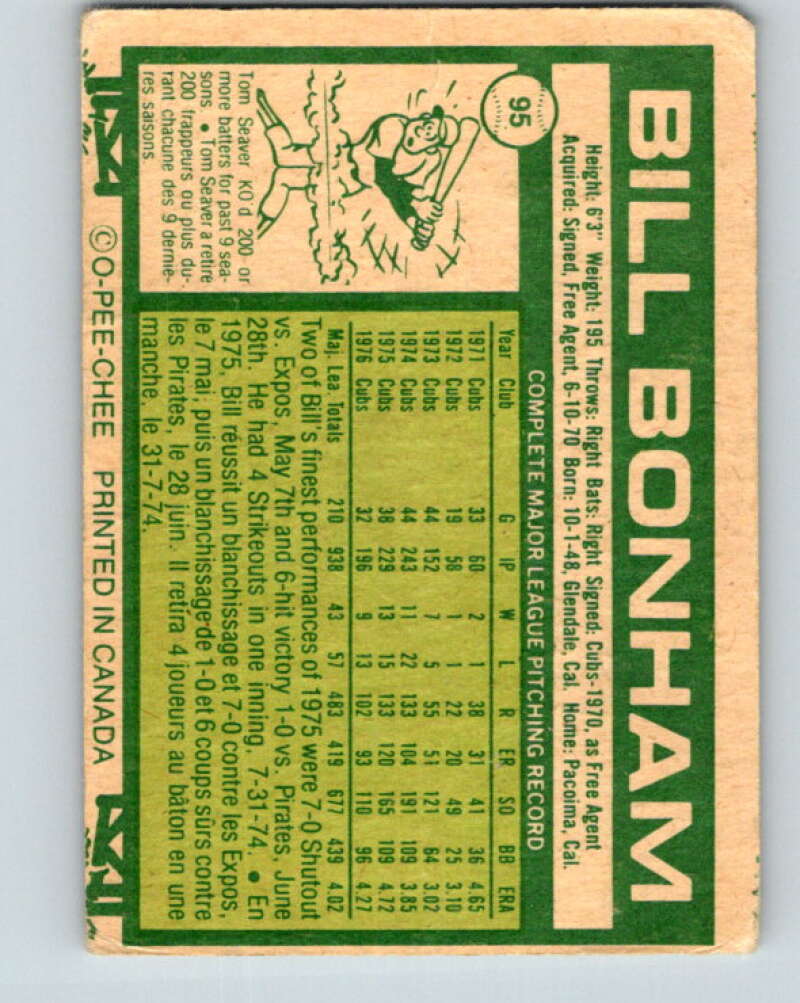 95
BILL BONHAM
Height: 6'3" Weight: 195 Throws: Right Bats: Right Signed: Cubs-1970, as Free Agent
Acquired: Signed, Free Agent, 6-10-70 Born: 10-1-48, Glendale, Cal. Home: Pacoima, Cal.
COMPLETE MAJOR LEAGUE PITCHING RECORD
Year Club G IP W L R ER SO BB ERA
1971 Cubs 33 60 2 1 38 31 41 36 4.65
1972 Cubs 19 58 1 1 22 20 49 25 3.10
1973 Cubs 44 152 7 5 55 51 121 64 3.02
1974 Cubs 44 243 11 22 133 104 191 109 3.85
1975 Cubs 38 229 13 15 133 120 165 109 4.72
1976 Cubs 32 196 9 13 102 93 110 96 4.27
Maj. Lea. Totals 210 938 43 57 483 419 677 439 4.02
Two of Bill's finest performances of 1975 were 7-0 Shutout
vs. Expos, May 7th and 6-hit victory 1-0 vs. Pirates, June
28th. He had 4 Strikeouts in one inning, 7-31-74. • En
1975, Bill réussit un blanchissage et 7-0 contre les Expos,
le 7 mai, puis un blanchissage de 1-0 et 6 coups sûrs contre
les Pirates, le 28 juin. Il retira 4 joueurs au bâton en une
manche, le 31-7-74.
Tom Seaver KO'd 200 or
more batters for past 9 sea-
sons. • Tom Seaver a retire
200 frappeurs ou plus du-
rant chacune des 9 derniè-
res saisons.
© O-PEE-CHEE PRINTED IN CANADA